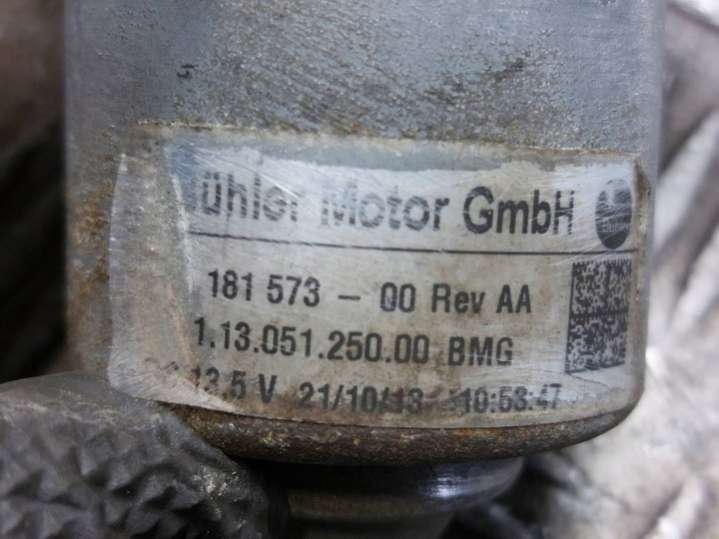 ühler Motor GmbH
181 573 - 00 Rev AA
1.13.051.250.00 BMG
13.5 V 21/10/13 10:53:47